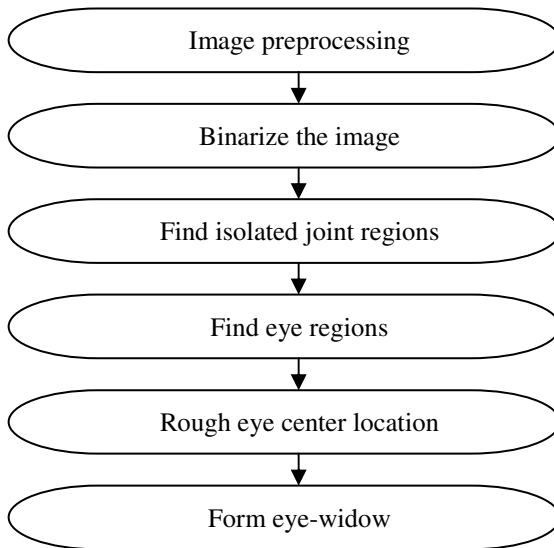 Image preprocessing
Binarize the image
Find isolated joint regions
Find eye regions
Rough eye center location
Form eye-widow